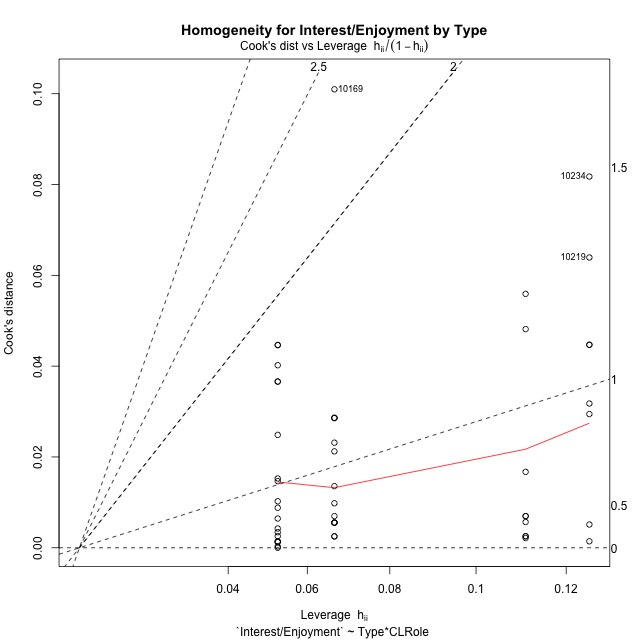 Homogeneity for Interest/Enjoyment by Type
Cook's dist vs Leverage hii/(1 − hii)
2.5
2
10169
1.5
10234
10219
1
0.5
0
Cook's distance
0.10
0.08
0.06
0.04
0.02
0.00
0.04 0.06 0.08 0.1 0.12
Leverage hii
`Interest/Enjoyment` ~ Type*CLRole